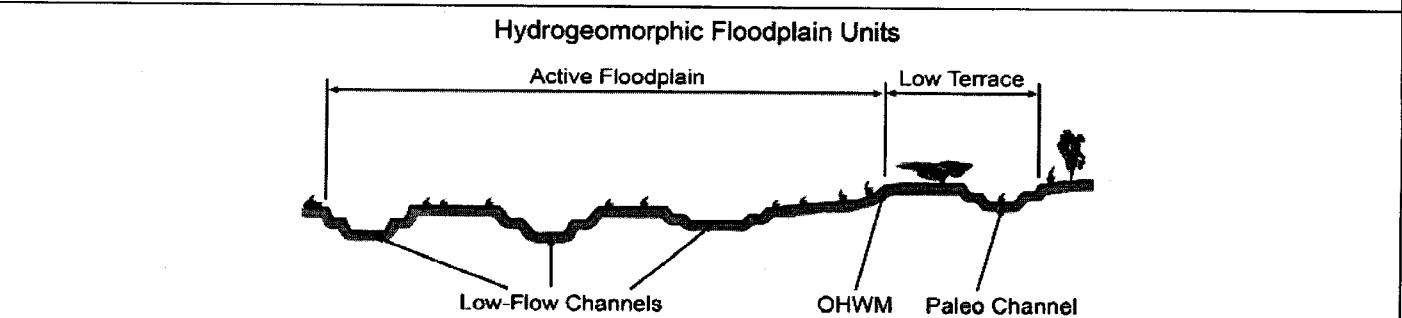 Hydrogeomorphic Floodplain Units
Active Floodplain
Low Terrace
Low-Flow Channels
OHWM
Paleo Channel